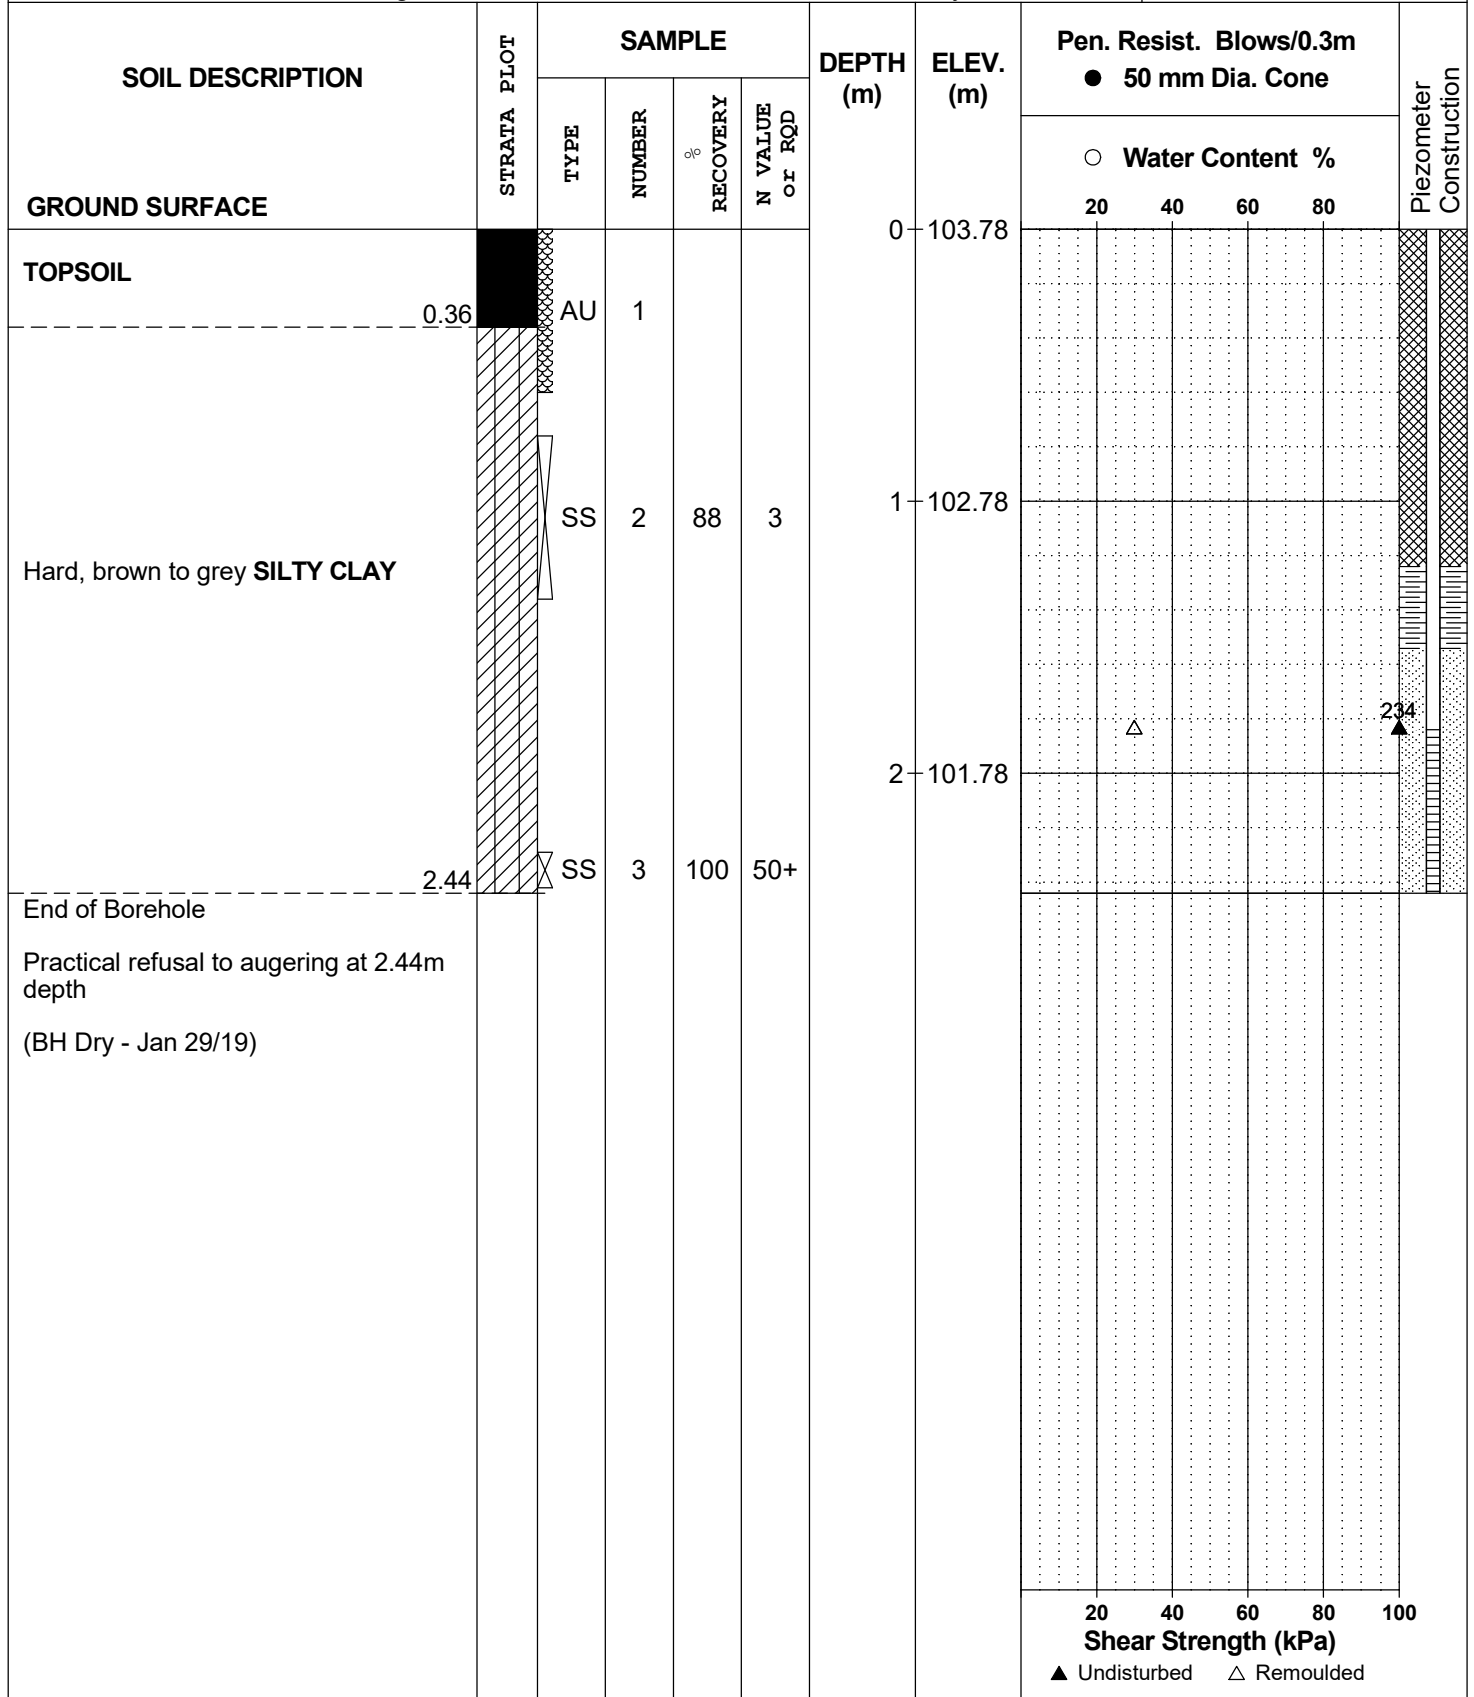 SOIL DESCRIPTION
GROUND SURFACE
STRATA PLOT
SAMPLE
TYPE
NUMBER
%
RECOVERY
N VALUE
or RQD
DEPTH
(m)
ELEV.
(m)
Pen. Resist. Blows/0.3m
● 50 mm Dia. Cone
○ Water Content %
20 40 60 80
Piezometer
Construction
0 103.78
TOPSOIL
0.36
AU 1
1 102.78
SS 2 88 3
Hard, brown to grey SILTY CLAY
234
2 101.78
SS 3 100 50+
2.44
End of Borehole
Practical refusal to augering at 2.44m
depth
(BH Dry - Jan 29/19)
20 40 60 80 100
Shear Strength (kPa)
▲ Undisturbed △ Remoulded